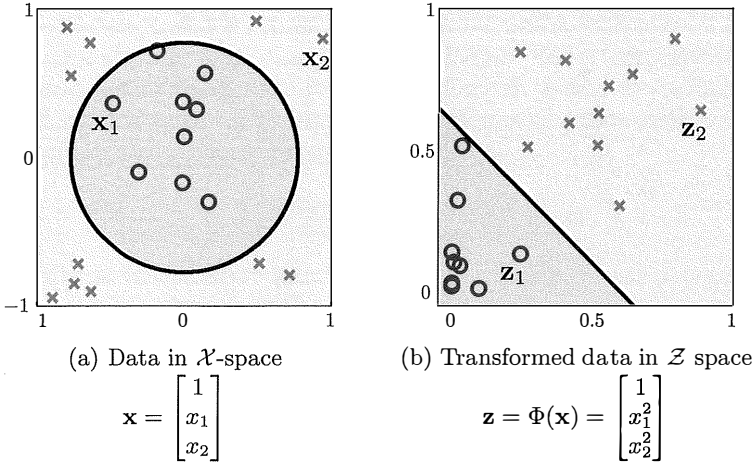 1
0
−1
1
0
1
x₁
x₂
(a) Data in 𝒳-space
x = [1 x₁ x₂]
1
0.5
0
0
0.5
1
z₁
z₂
(b) Transformed data in 𝒵 space
z = Φ(x) = [1 x₁² x₂²]